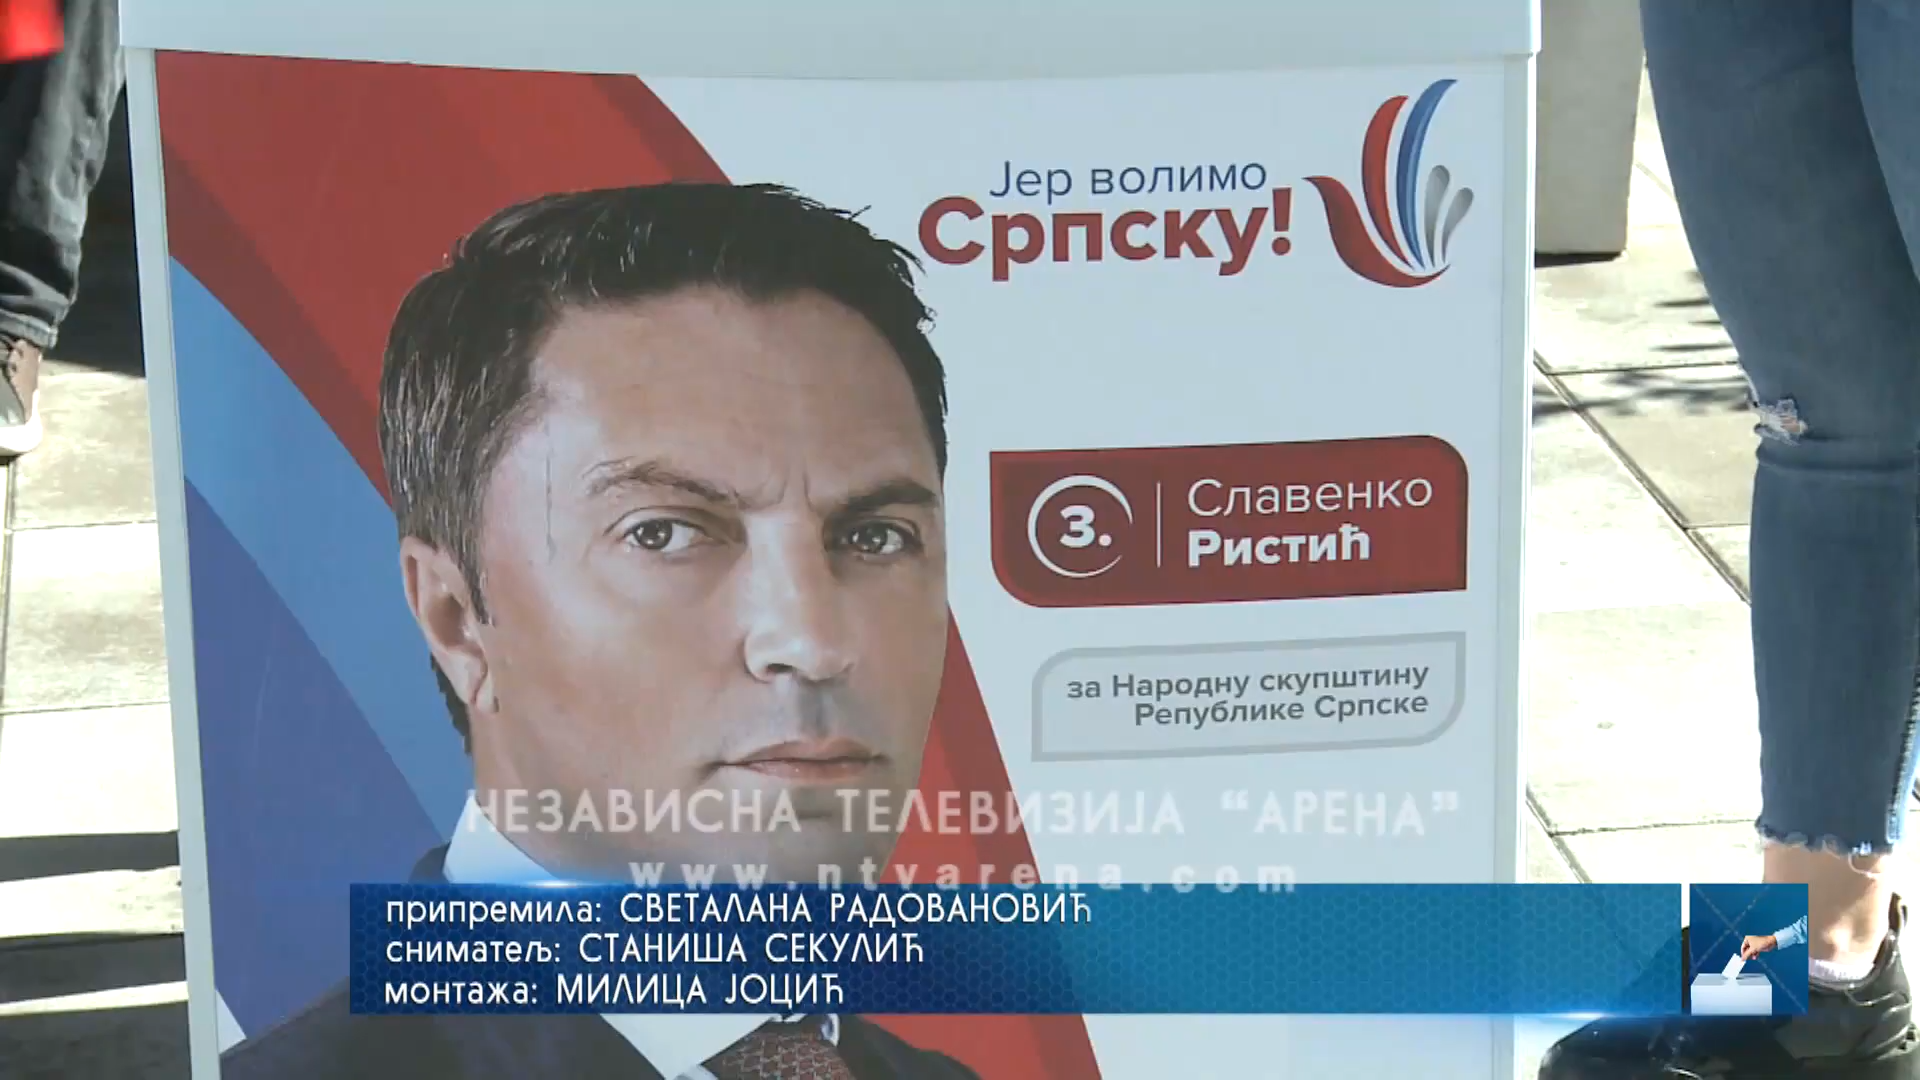 Јер волимо
Српску!
3.
Славенко
Ристић
за Народну скупштину
Републике Српске
НЕЗАВИСНА ТЕЛЕВИЗИЈА “АРЕНА”
www.ntvarena.com
припремила: СВЕТАЛАНА РАДОВАНОВИЋ
сниматељ: СТАНИША СЕКУЛИЋ
монтажа: МИЛИЦА ЈОЦИЋ